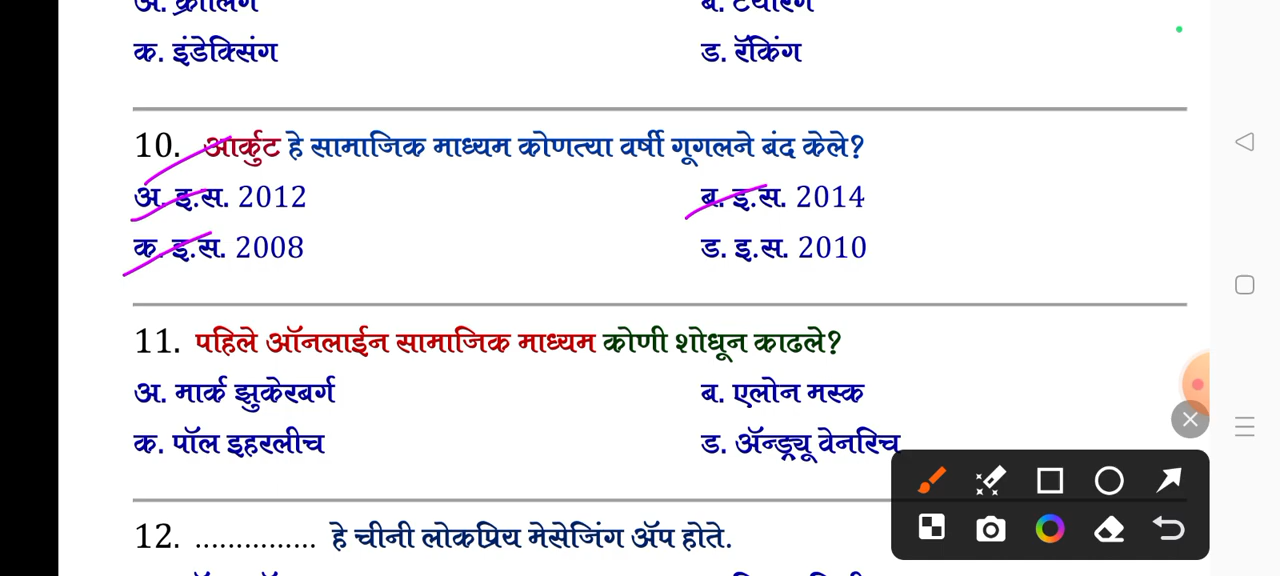 अ. क्रॉलिंग ब. टॅयरिंग
क. इंडेक्सिंग ड. रॅंकिंग
10. आर्कुट हे सामाजिक माध्यम कोणत्या वर्षी गूगलने बंद केले?
अ. इ.स. 2012 ब. इ.स. 2014
क. इ.स. 2008 ड. इ.स. 2010
11. पहिले ऑनलाईन सामाजिक माध्यम कोणी शोधून काढले?
अ. मार्क झुकेरबर्ग ब. एलोन मस्क
क. पॉल इहरलीच ड. ॲन्ड्र्यू वेनरिच
12. ............... हे चीनी लोकप्रिय मेसेजिंग ॲप होते.